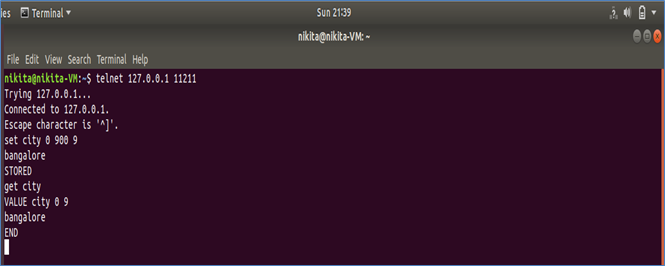 ies Terminal Sun 21:39
nikita@nikita-VM: ~
File Edit View Search Terminal Help
nikita@nikita-VM:~$ telnet 127.0.0.1 11211
Trying 127.0.0.1...
Connected to 127.0.0.1.
Escape character is '^]'.
set city 0 900 9
bangalore
STORED
get city
VALUE city 0 9
bangalore
END